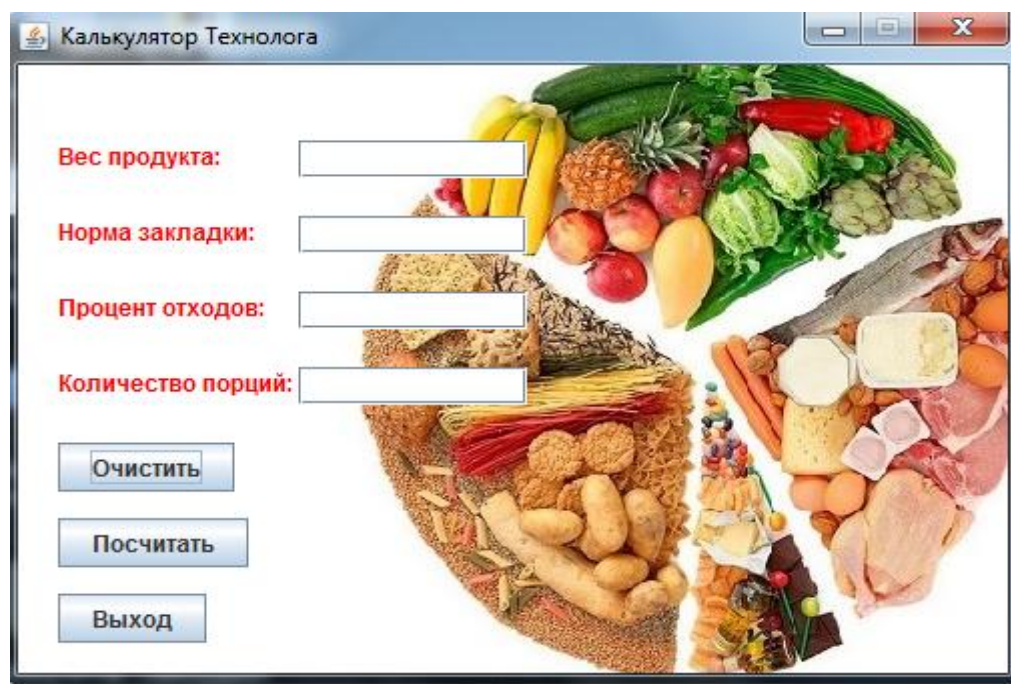 Калькулятор Технолога
Вес продукта:
Норма закладки:
Процент отходов:
Количество порций:
Очистить
Посчитать
Выход